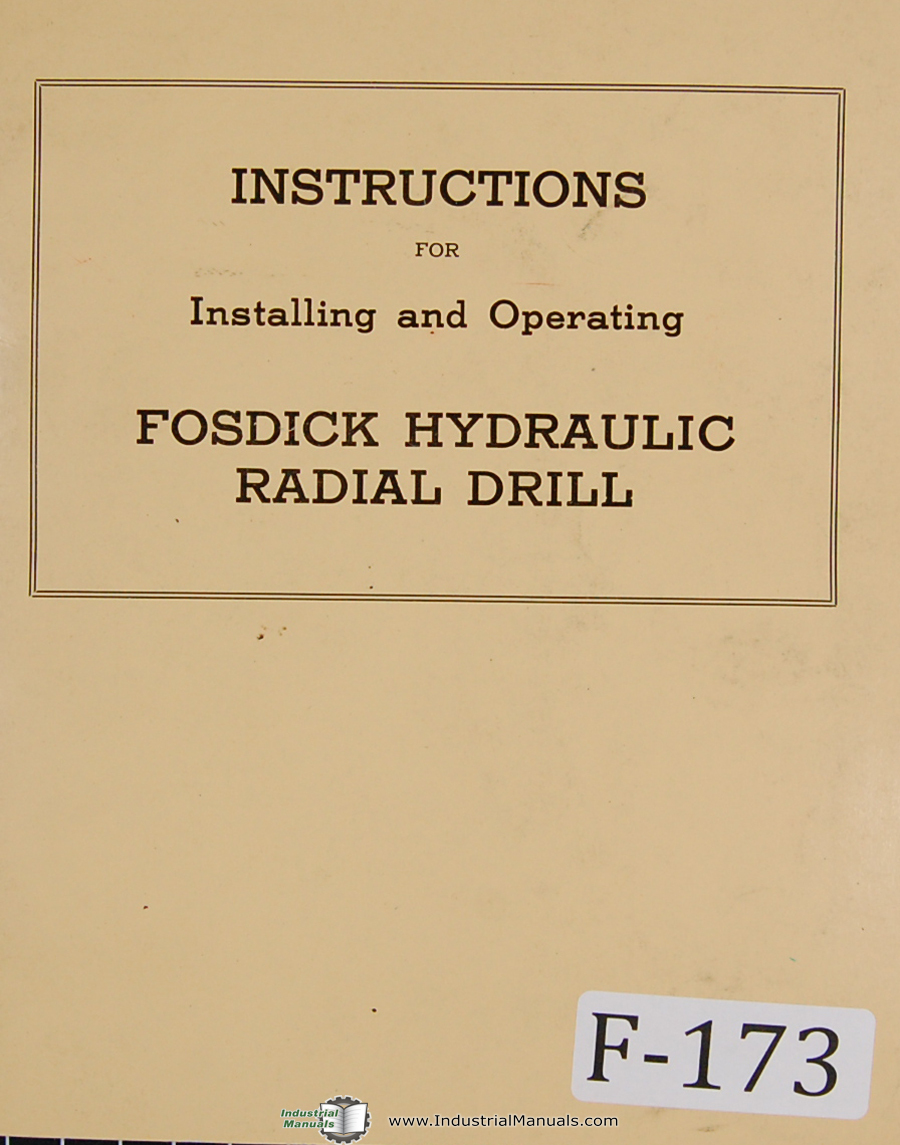 INSTRUCTIONS
FOR
Installing and Operating
FOSDICK HYDRAULIC
RADIAL DRILL
F-173
Industrial
Manuals
www.IndustrialManuals.com